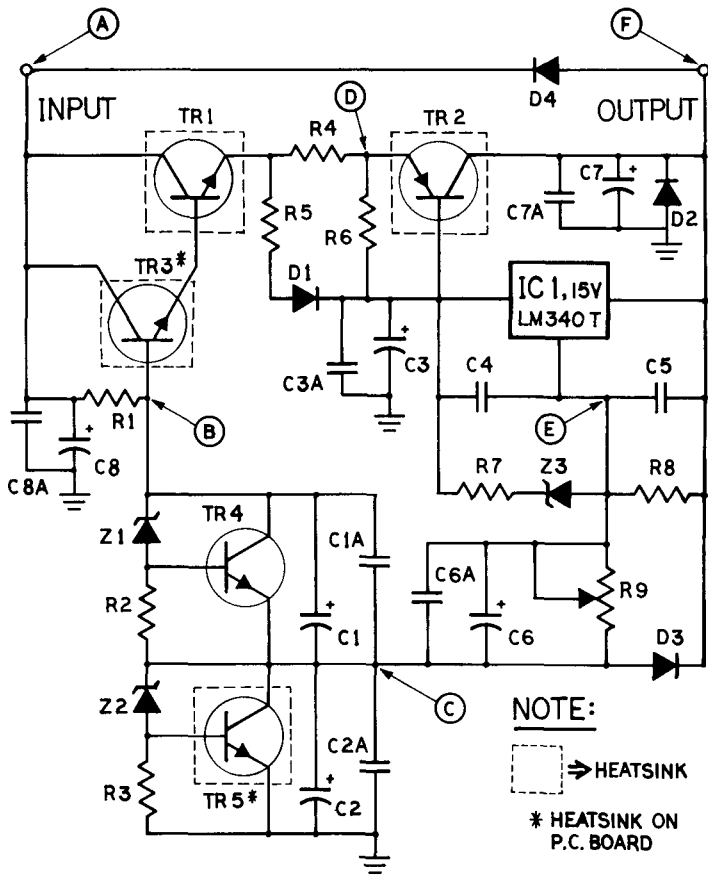 A
F
INPUT
OUTPUT
D4
D
TR1
R4
TR2
C7
R5
R6
C7A
D2
TR3*
D1
IC1, 15V
LM340T
C3
C3A
C4
C5
R1
B
E
C8
C8A
R7
Z3
R8
TR4
Z1
C1A
C6A
R9
R2
C1
C6
D3
Z2
C
NOTE:
C2A
⇒ HEATSINK
R3
TR5*
C2
* HEATSINK ON
P.C. BOARD